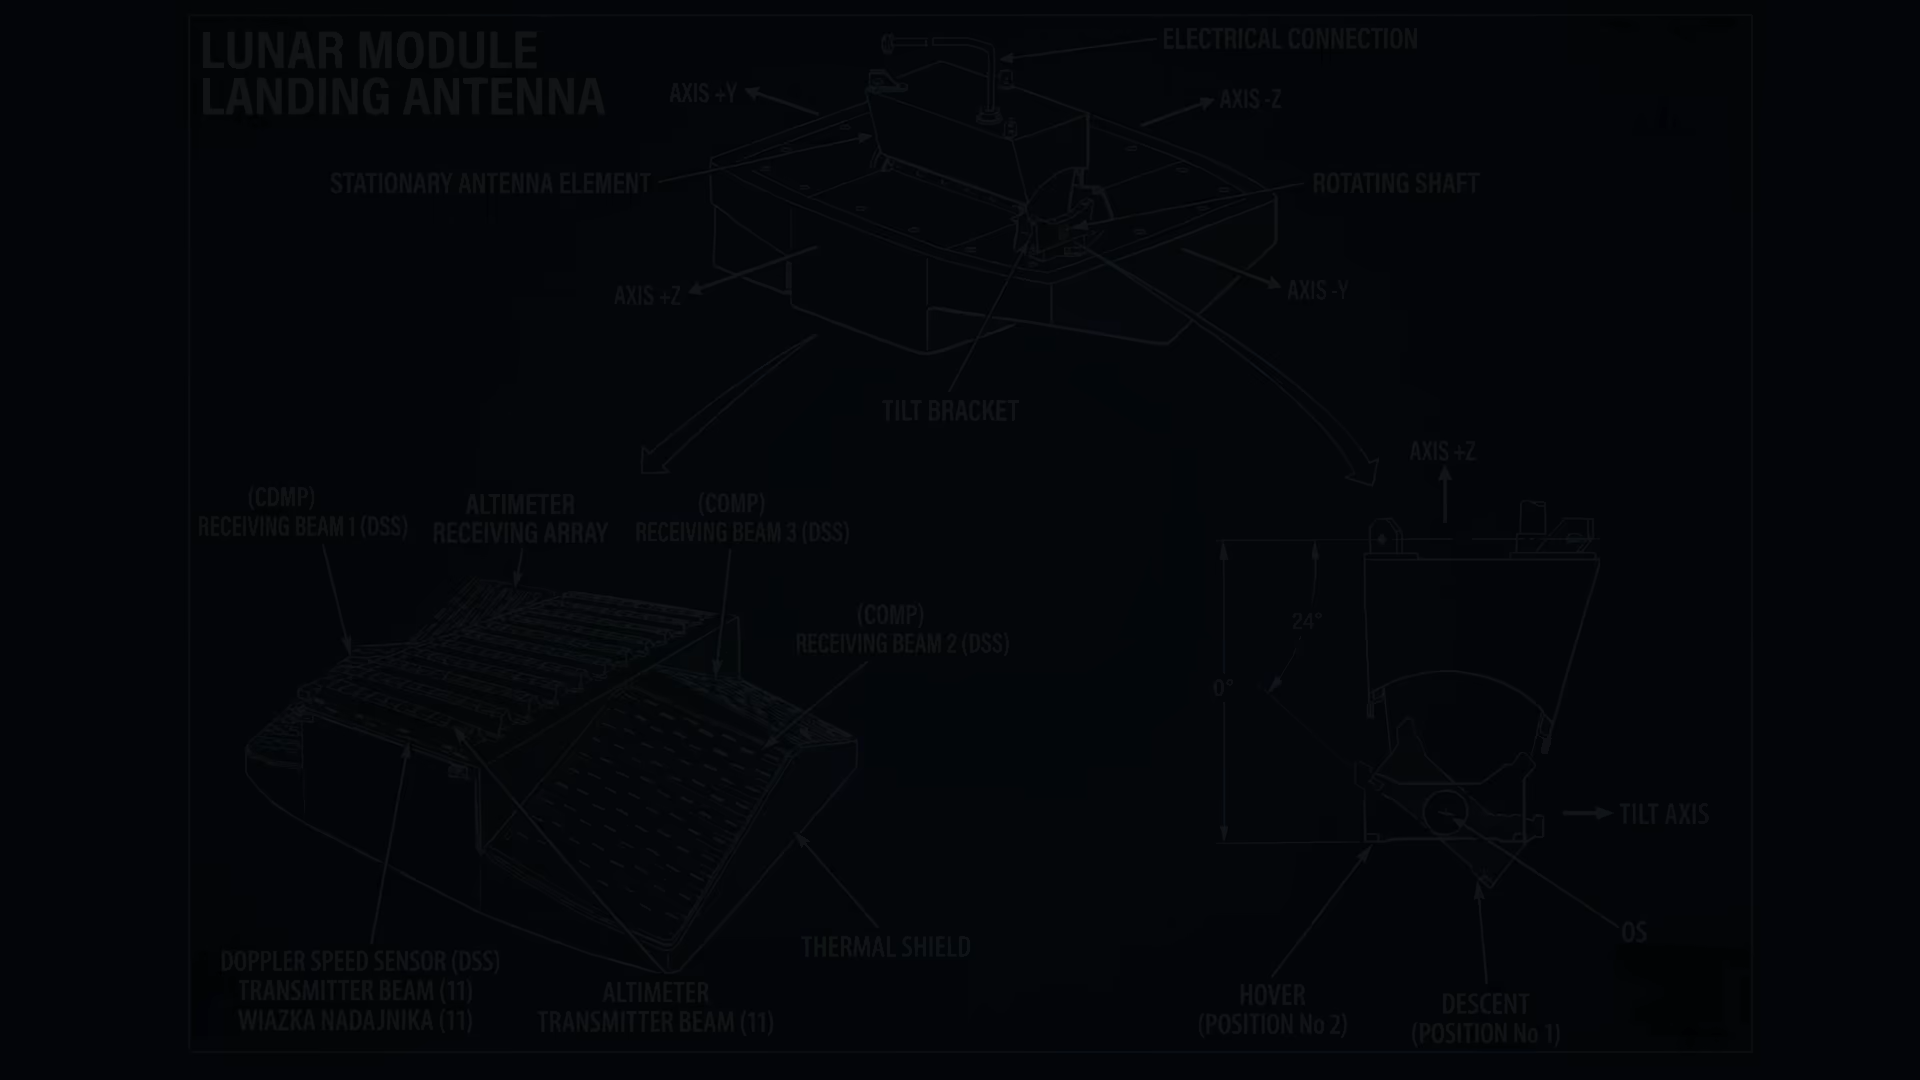 LUNAR MODULE
LANDING ANTENNA
ELECTRICAL CONNECTION
AXIS +Y
AXIS -Z
STATIONARY ANTENNA ELEMENT
ROTATING SHAFT
AXIS +Z
AXIS -Y
TILT BRACKET
AXIS +Z
(CDMP)
RECEIVING BEAM 1 (DSS)
ALTIMETER
RECEIVING ARRAY
(COMP)
RECEIVING BEAM 3 (DSS)
(COMP)
RECEIVING BEAM 2 (DSS)
24°
0°
TILT AXIS
THERMAL SHIELD
OS
DOPPLER SPEED SENSOR (DSS)
TRANSMITTER BEAM (11)
WIAZKA NADAJNIKA (11)
ALTIMETER
TRANSMITTER BEAM (11)
HOVER
(POSITION No 2)
DESCENT
(POSITION No 1)